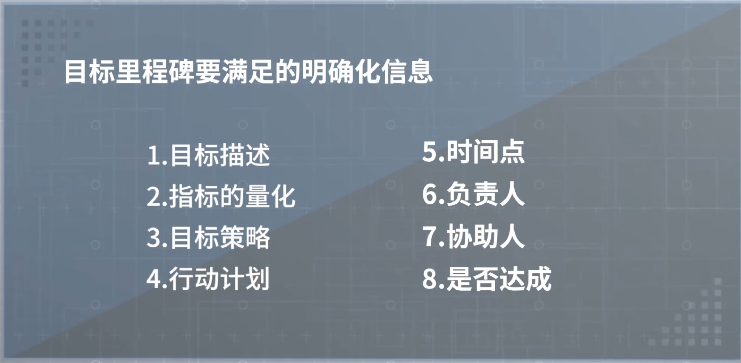 目标里程碑要满足的明确化信息
1.目标描述
2.指标的量化
3.目标策略
4.行动计划
5.时间点
6.负责人
7.协助人
8.是否达成